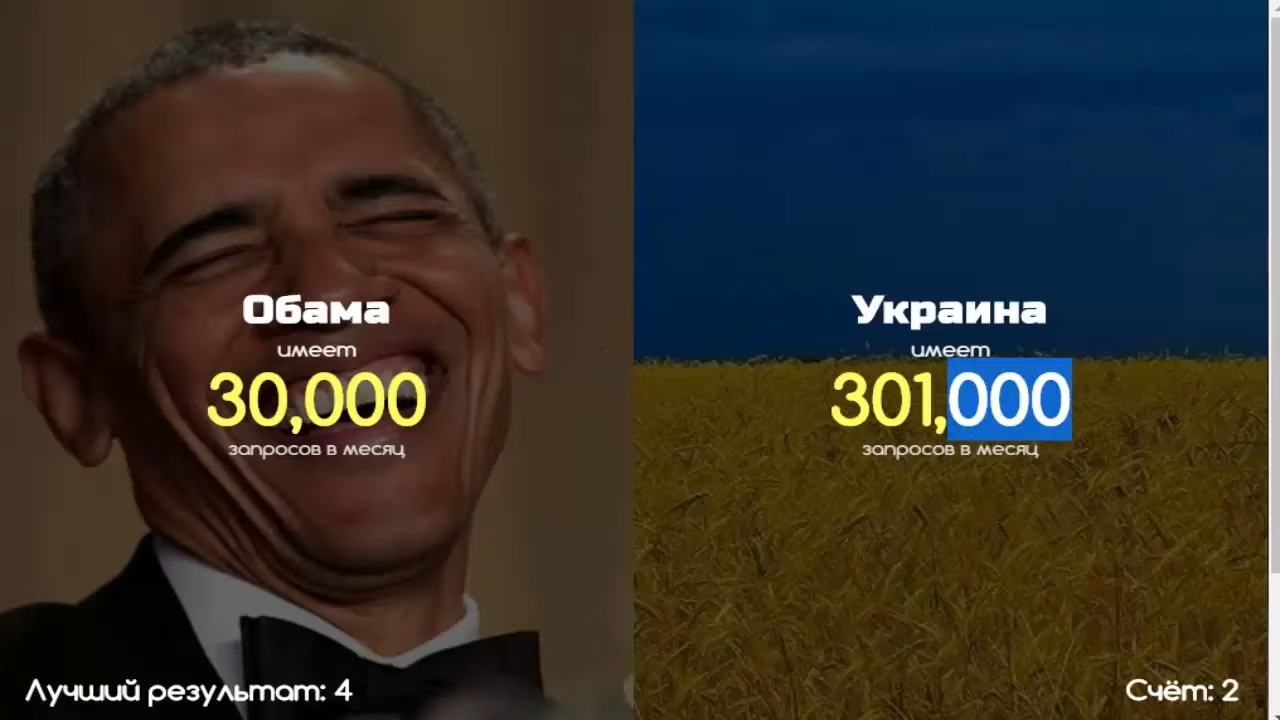 Обама
имеет
30,000
запросов в месяц
Украина
имеет
301,000
запросов в месяц
Лучший результат: 4
Счёт: 2